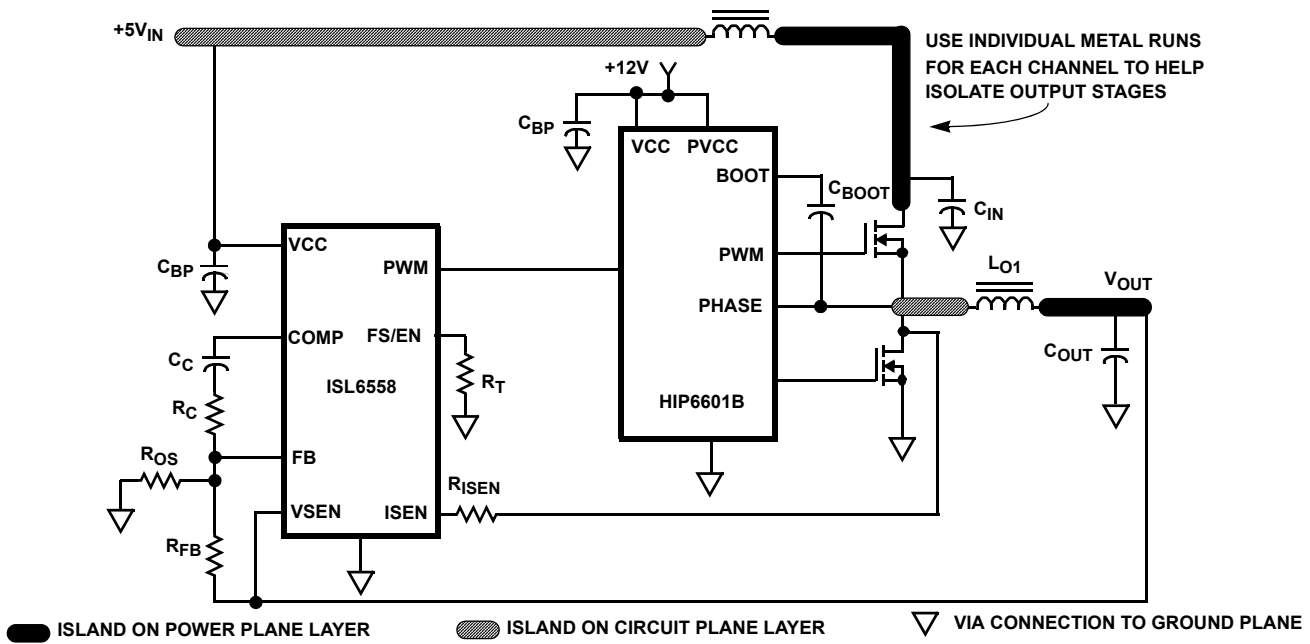 +5VIN
USE INDIVIDUAL METAL RUNS
FOR EACH CHANNEL TO HELP
ISOLATE OUTPUT STAGES
+12V
CBP
VCC
PVCC
BOOT
CBOOT
CIN
VCC
PWM
PWM
LO1
VOUT
CBP
PHASE
COMP
FS/EN
COUT
CC
RT
ISL6558
HIP6601B
RC
ROS
FB
RISEN
VSEN
ISEN
RFB
ISLAND ON POWER PLANE LAYER
ISLAND ON CIRCUIT PLANE LAYER
VIA CONNECTION TO GROUND PLANE